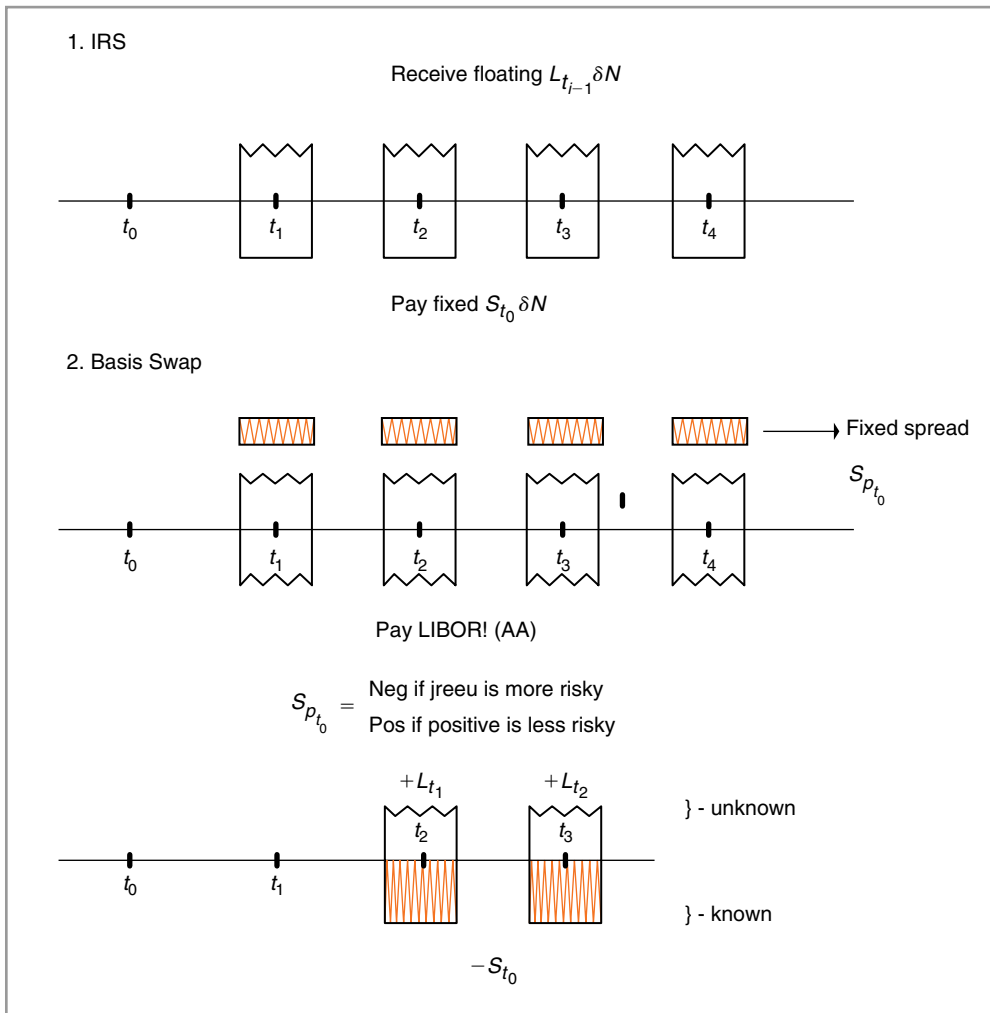 1. IRS
Receive floating L_{t_{i−1}} δN
t_0 t_1 t_2 t_3 t_4
Pay fixed S_{t_0} δN
2. Basis Swap
Fixed spread
S_{p_{t_0}}
t_0 t_1 t_2 t_3 t_4
Pay LIBOR! (AA)
S_{p_{t_0}} = Neg if jreeu is more risky
Pos if positive is less risky
+L_{t_1} +L_{t_2}
} - unknown
t_2 t_3
t_0 t_1
} - known
−S_{t_0}